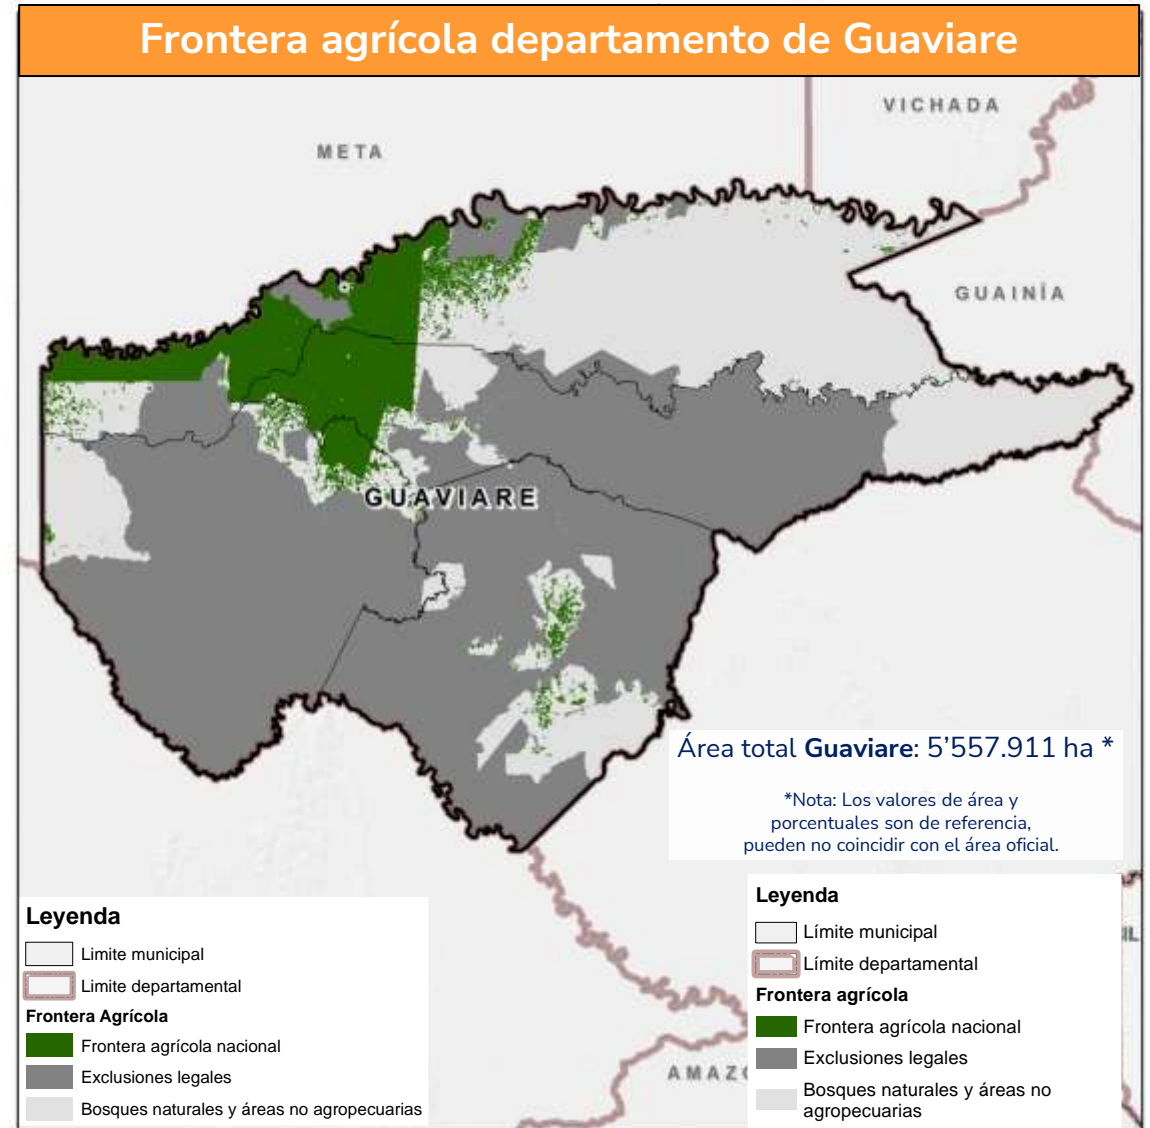 Frontera agrícola departamento de Guaviare
VICHADA
META
GUAINÍA
GUAVIARE
Área total Guaviare: 5’557.911 ha *
*Nota: Los valores de área y
porcentuales son de referencia,
pueden no coincidir con el área oficial.
Leyenda
Limite municipal
Limite departamental
Frontera Agrícola
Frontera agrícola nacional
Exclusiones legales
Bosques naturales y áreas no agropecuarias
Leyenda
Límite municipal
Límite departamental
Frontera agrícola
Frontera agrícola nacional
Exclusiones legales
Bosques naturales y áreas no
agropecuarias